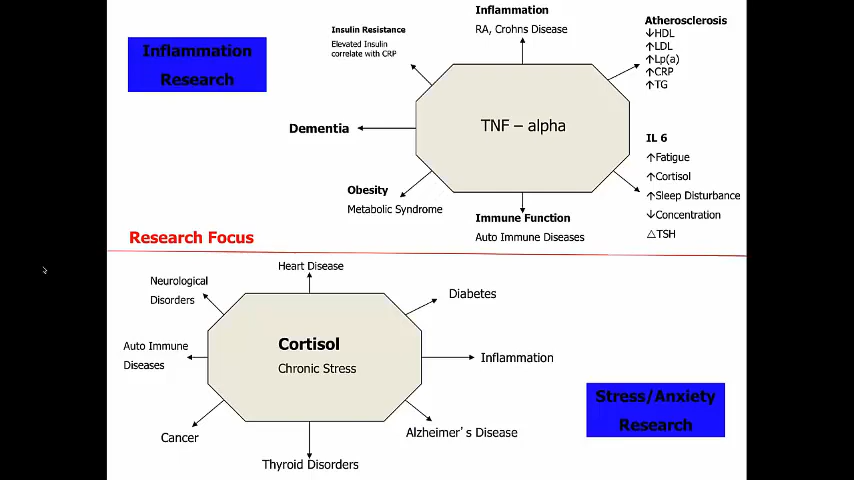 Inflammation
Research
Insulin Resistance
Elevated Insulin
correlate with CRP
Inflammation
RA, Crohns Disease
Atherosclerosis
↓HDL
↑LDL
↑Lp(a)
↑CRP
↑TG
TNF – alpha
Dementia
IL 6
↑Fatigue
↑Cortisol
↑Sleep Disturbance
↓Concentration
△TSH
Obesity
Metabolic Syndrome
Immune Function
Auto Immune Diseases
Research Focus
Heart Disease
Neurological
Disorders
Diabetes
Cortisol
Chronic Stress
Auto Immune
Diseases
Inflammation
Cancer
Alzheimer's Disease
Thyroid Disorders
Stress/Anxiety
Research